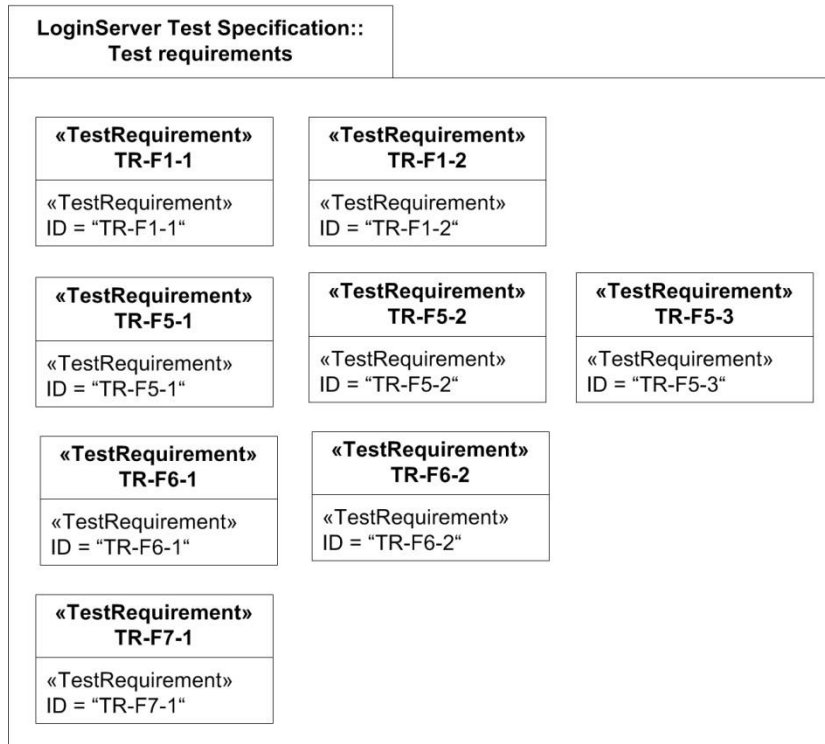 LoginServer Test Specification::
Test requirements
«TestRequirement»
TR-F1-1
«TestRequirement»
ID = “TR-F1-1“
«TestRequirement»
TR-F1-2
«TestRequirement»
ID = “TR-F1-2“
«TestRequirement»
TR-F5-1
«TestRequirement»
ID = “TR-F5-1“
«TestRequirement»
TR-F5-2
«TestRequirement»
ID = “TR-F5-2“
«TestRequirement»
TR-F5-3
«TestRequirement»
ID = “TR-F5-3“
«TestRequirement»
TR-F6-1
«TestRequirement»
ID = “TR-F6-1“
«TestRequirement»
TR-F6-2
«TestRequirement»
ID = “TR-F6-2“
«TestRequirement»
TR-F7-1
«TestRequirement»
ID = “TR-F7-1“